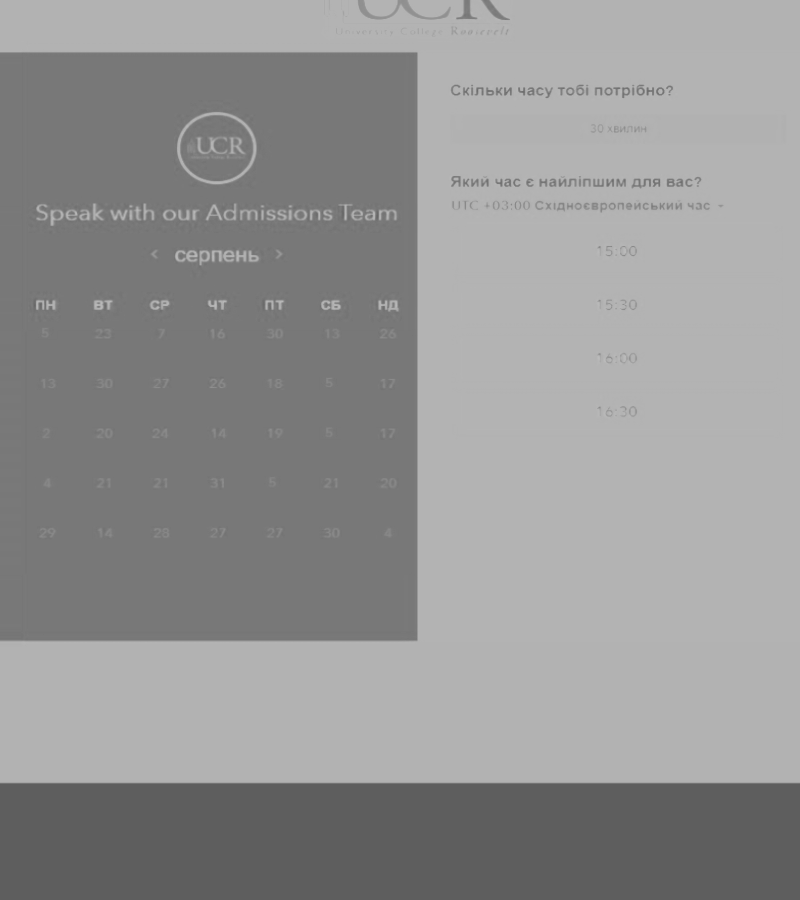 UCR
University College Roosevelt
UCR
Speak with our Admissions Team
‹ серпень ›
ПН ВТ СР ЧТ ПТ СБ НД
5 23 7 16 30 13 26
13 30 27 26 18 5 17
2 20 24 14 19 5 17
4 21 21 31 5 21 20
29 14 28 27 27 30 4
Скільки часу тобі потрібно?
30 хвилин
Який час є найліпшим для вас?
UTC +03:00 Східноєвропейський час
15:00
15:30
16:00
16:30